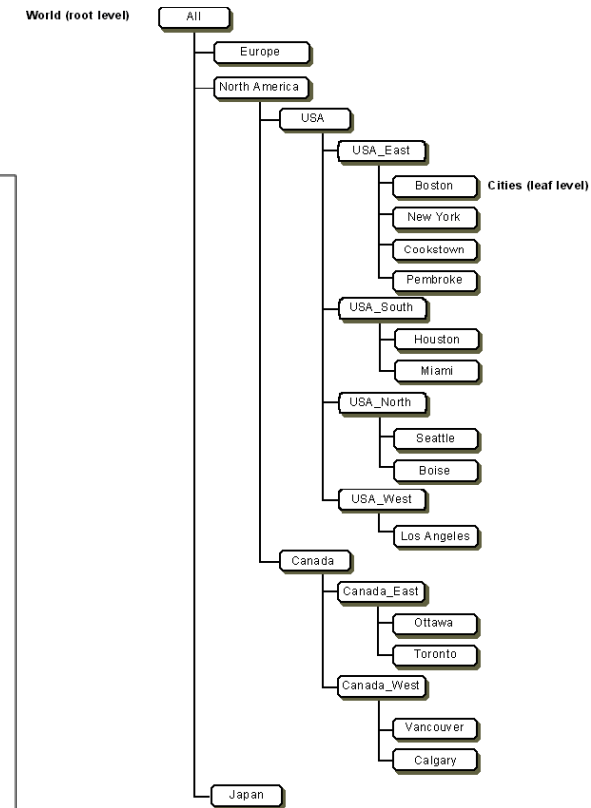 World (root level) All
Europe
North America
USA
USA_East
Boston Cities (leaf level)
New York
Cookstown
Pembroke
USA_South
Houston
Miami
USA_North
Seattle
Boise
USA_West
Los Angeles
Canada
Canada_East
Ottawa
Toronto
Canada_West
Vancouver
Calgary
Japan